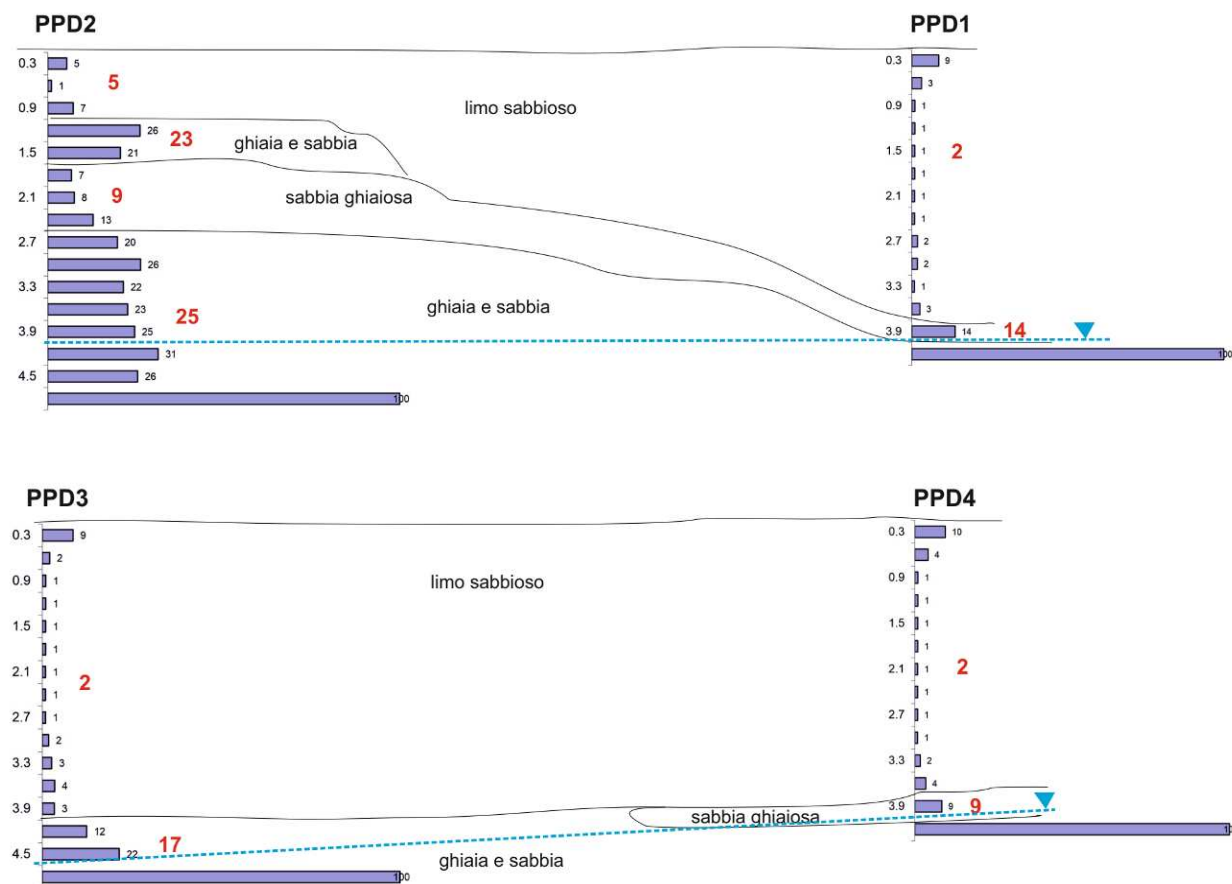 PPD2 PPD1
0.3 5 0.3 9
1 5 3
0.9 7 limo sabbioso 0.9 1
26 23 ghiaia e sabbia 1
1.5 21 1.5 1 2
7 1
2.1 8 9 sabbia ghiaiosa 2.1 1
13 1
2.7 20 2.7 2
26 2
3.3 22 ghiaia e sabbia 3.3 1
23 25 3
3.9 25 3.9 14 14
31 100
4.5 26
100
PPD3 PPD4
0.3 9 0.3 10
2 4
0.9 1 limo sabbioso 0.9 1
1 1
1.5 1 1.5 1
1 1
2.1 1 2 2.1 1 2
1 1
2.7 1 2.7 1
2 1
3.3 3 3.3 2
4 4
3.9 3 sabbia ghiaiosa 3.9 9 9
12 17
4.5 22 ghiaia e sabbia
100